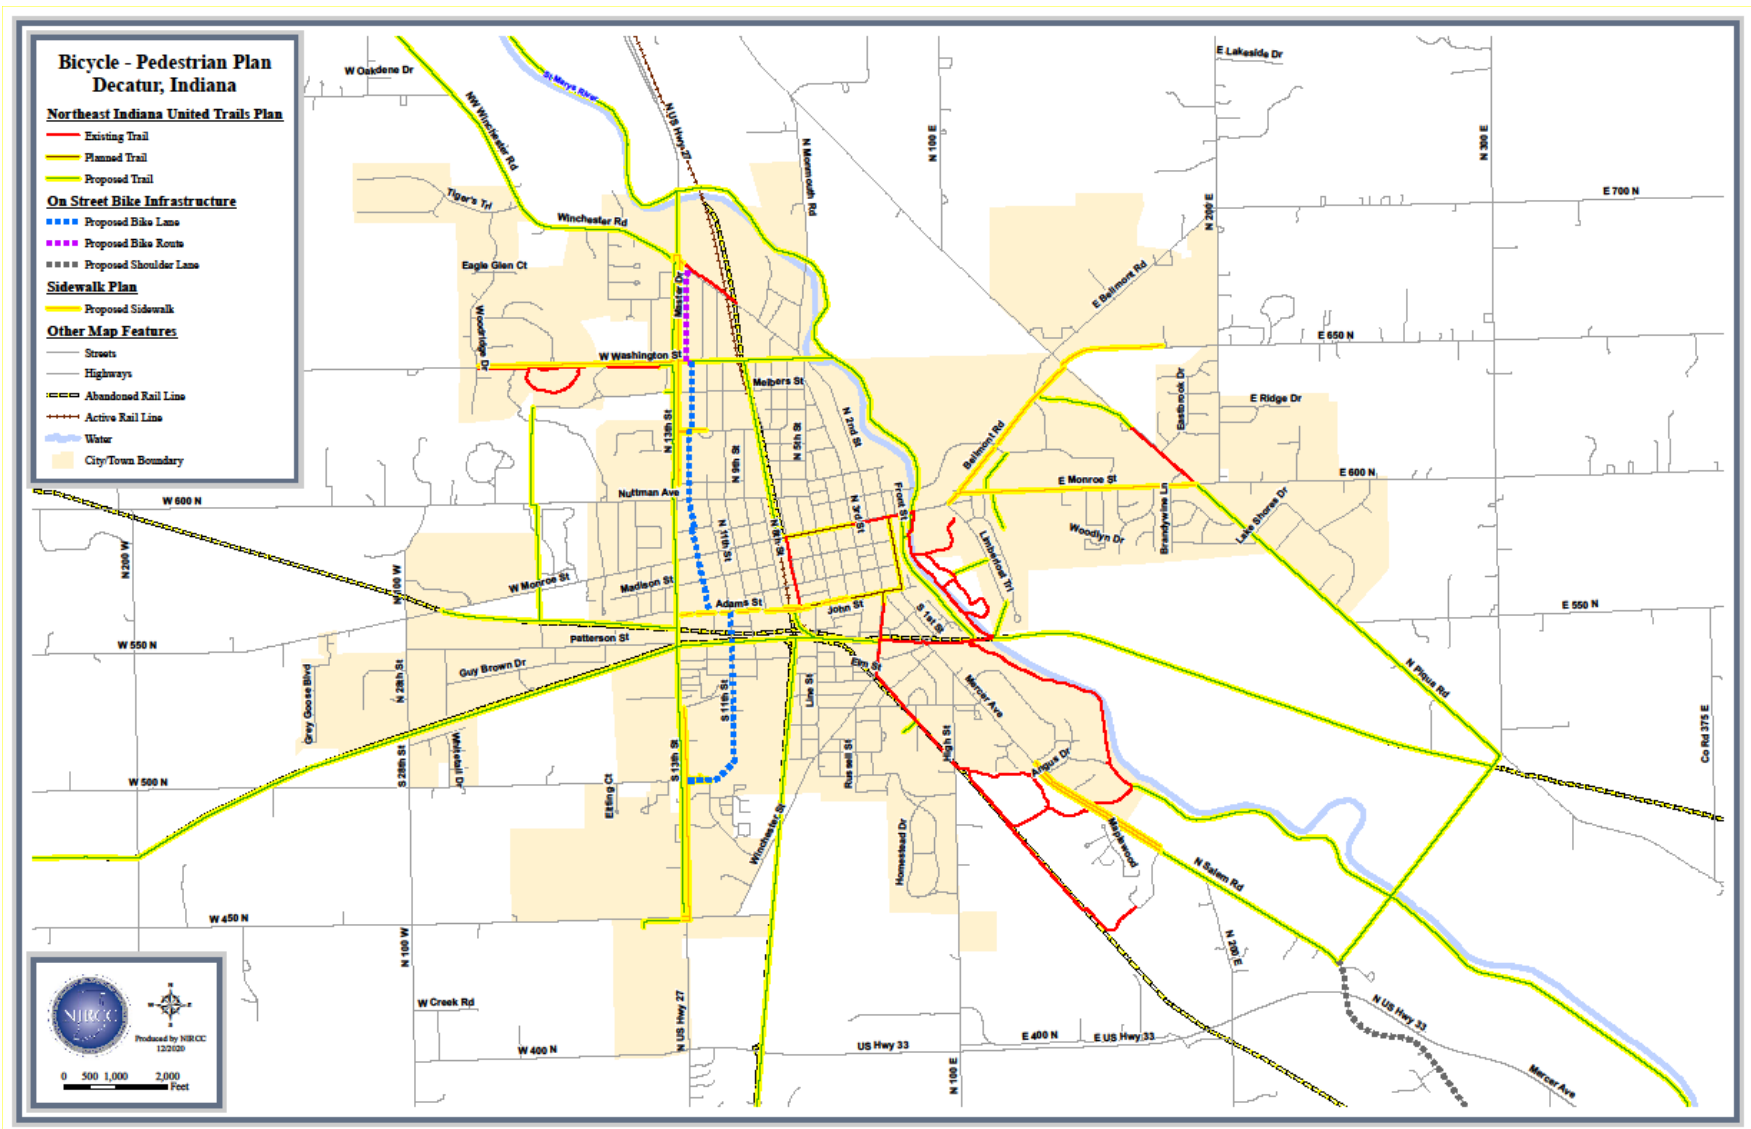 Bicycle - Pedestrian Plan
Decatur, Indiana
Northeast Indiana United Trails Plan
Existing Trail
Planned Trail
Proposed Trail
On Street Bike Infrastructure
Proposed Bike Lane
Proposed Bike Route
Proposed Shoulder Lane
Sidewalk Plan
Proposed Sidewalk
Other Map Features
Streets
Highways
Abandoned Rail Line
Active Rail Line
Water
City/Town Boundary
W Oakdene Dr
St Marys River
NW Winchester Rd
N US Hwy 27
N Monmouth Rd
N 100 E
E Lakeside Dr
N 300 E
E 700 N
N 200 E
Tiger's Trl
Winchester Rd
Eagle Glen Ct
Master Dr
E Bellmont Rd
Woodridge Dr
W Washington St
E 650 N
Meibers St
Eastbrook Dr
E Ridge Dr
N 13th St
N 2nd St
N 5th St
N 9th St
Bellmont Rd
E 600 N
E Monroe St
Nuttman Ave
W 600 N
Front St
N 3rd St
Brandywine Ln
Lake Shores Dr
Woodlyn Dr
N 11th St
Limberlost Trl
N 200 W
N 100 W
W Monroe St
Madison St
Adams St
John St
S 1st St
E 550 N
Patterson St
W 550 N
Guy Brown Dr
Elm St
Grey Goose Blvd
N 28th St
S 11th St
Line St
Mercer Ave
N Piqua Rd
Co Rd 375 E
High St
Russell St
S 13th St
Whitetail Dr
S 28th St
W 500 N
Angus Dr
Elting Ct
Winchester St
Homestead Dr
Maplewood
N Salem Rd
W 450 N
N 100 W
N 200 E
W Creek Rd
N US Hwy 27
N US Hwy 33
W 400 N
US Hwy 33
E 400 N
E US Hwy 33
N 100 E
Mercer Ave
NIRCC
N
W E
S
Produced by NIRCC
12/2020
0 500 1,000 2,000
Feet